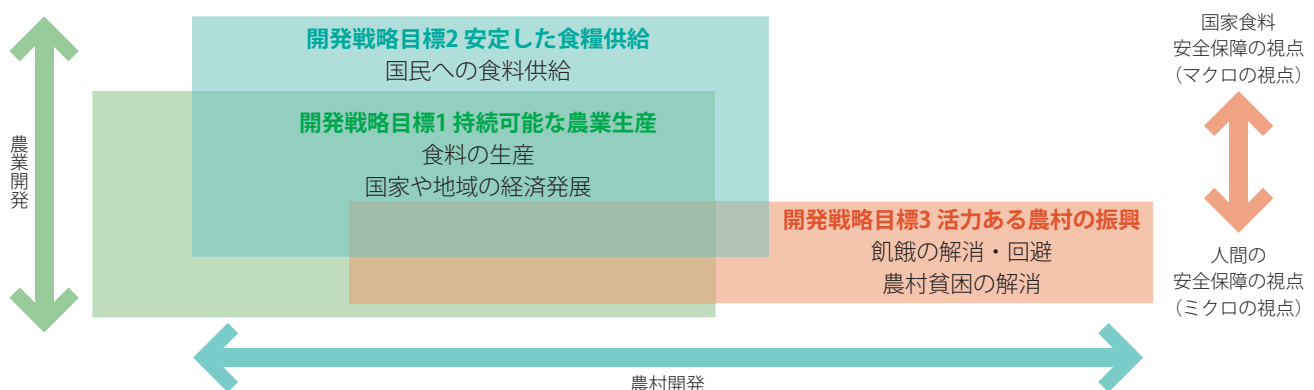 農業開発
開発戦略目標2 安定した食糧供給
国民への食料供給
開発戦略目標1 持続可能な農業生産
食料の生産
国家や地域の経済発展
開発戦略目標3 活力ある農村の振興
飢餓の解消・回避
農村貧困の解消
国家食料
安全保障の視点
（マクロの視点）
人間の
安全保障の視点
（ミクロの視点）
農村開発